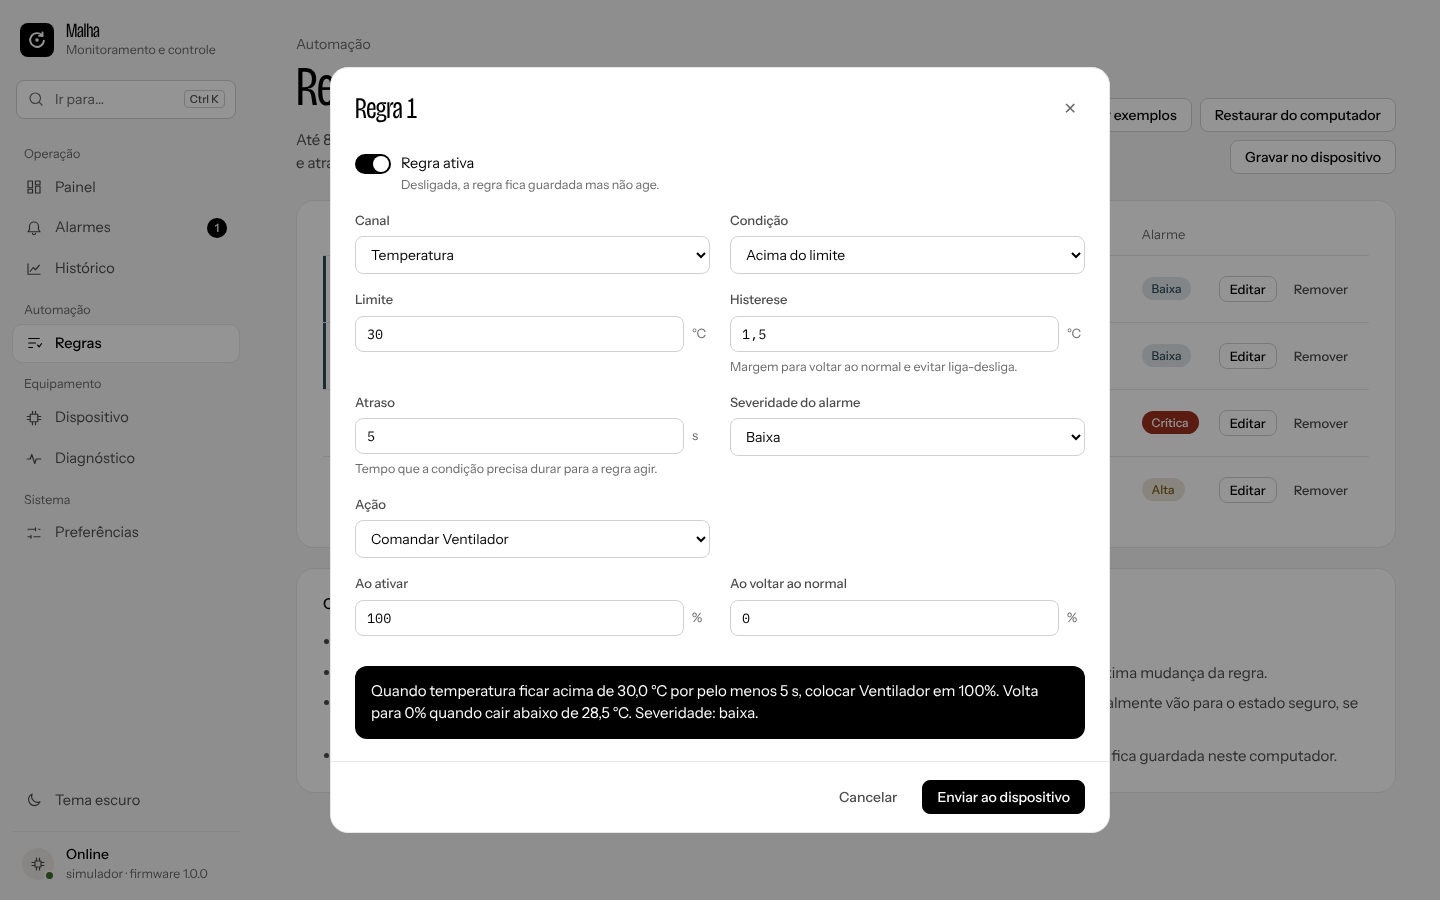 Malha
Monitoramento e controle
Ir para...
Ctrl K
Operação
Painel
Alarmes
1
Histórico
Automação
Regras
Equipamento
Dispositivo
Diagnóstico
Sistema
Preferências
Tema escuro
Online
simulador · firmware 1.0.0
Automação
Até 8
exemplos
Restaurar do computador
Gravar no dispositivo
Alarme
Baixa
Editar
Remover
Baixa
Editar
Remover
Crítica
Editar
Remover
Alta
Editar
Remover
mudança da regra.
vão para o estado seguro, se
fica guardada neste computador.
Regra 1
×
Regra ativa
Desligada, a regra fica guardada mas não age.
Canal
Condição
Temperatura
Acima do limite
Limite
Histerese
30
°C
1,5
°C
Margem para voltar ao normal e evitar liga-desliga.
Atraso
Severidade do alarme
5
s
Baixa
Tempo que a condição precisa durar para a regra agir.
Ação
Comandar Ventilador
Ao ativar
Ao voltar ao normal
100
%
0
%
Quando temperatura ficar acima de 30,0 °C por pelo menos 5 s, colocar Ventilador em 100%. Volta
para 0% quando cair abaixo de 28,5 °C. Severidade: baixa.
Cancelar
Enviar ao dispositivo